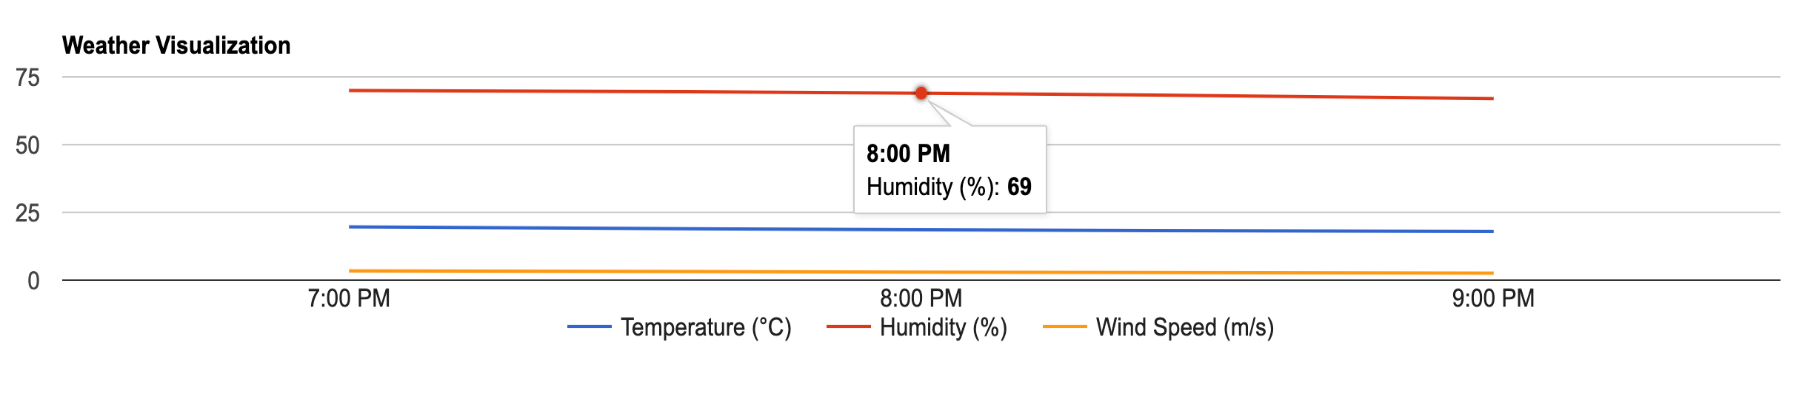 Weather Visualization
75
50
25
0
8:00 PM
Humidity (%): 69
7:00 PM 8:00 PM 9:00 PM
Temperature (°C) Humidity (%) Wind Speed (m/s)